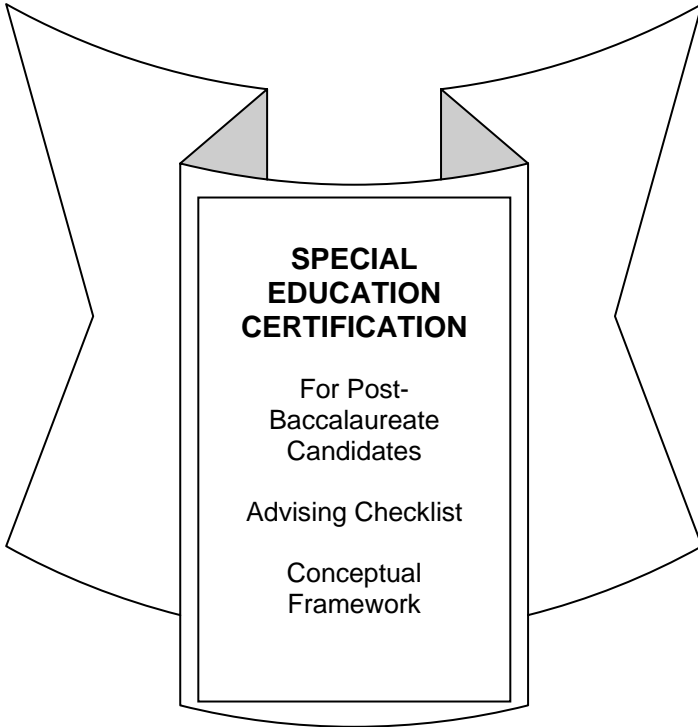 SPECIAL
EDUCATION
CERTIFICATION
For Post-
Baccalaureate
Candidates
Advising Checklist
Conceptual
Framework